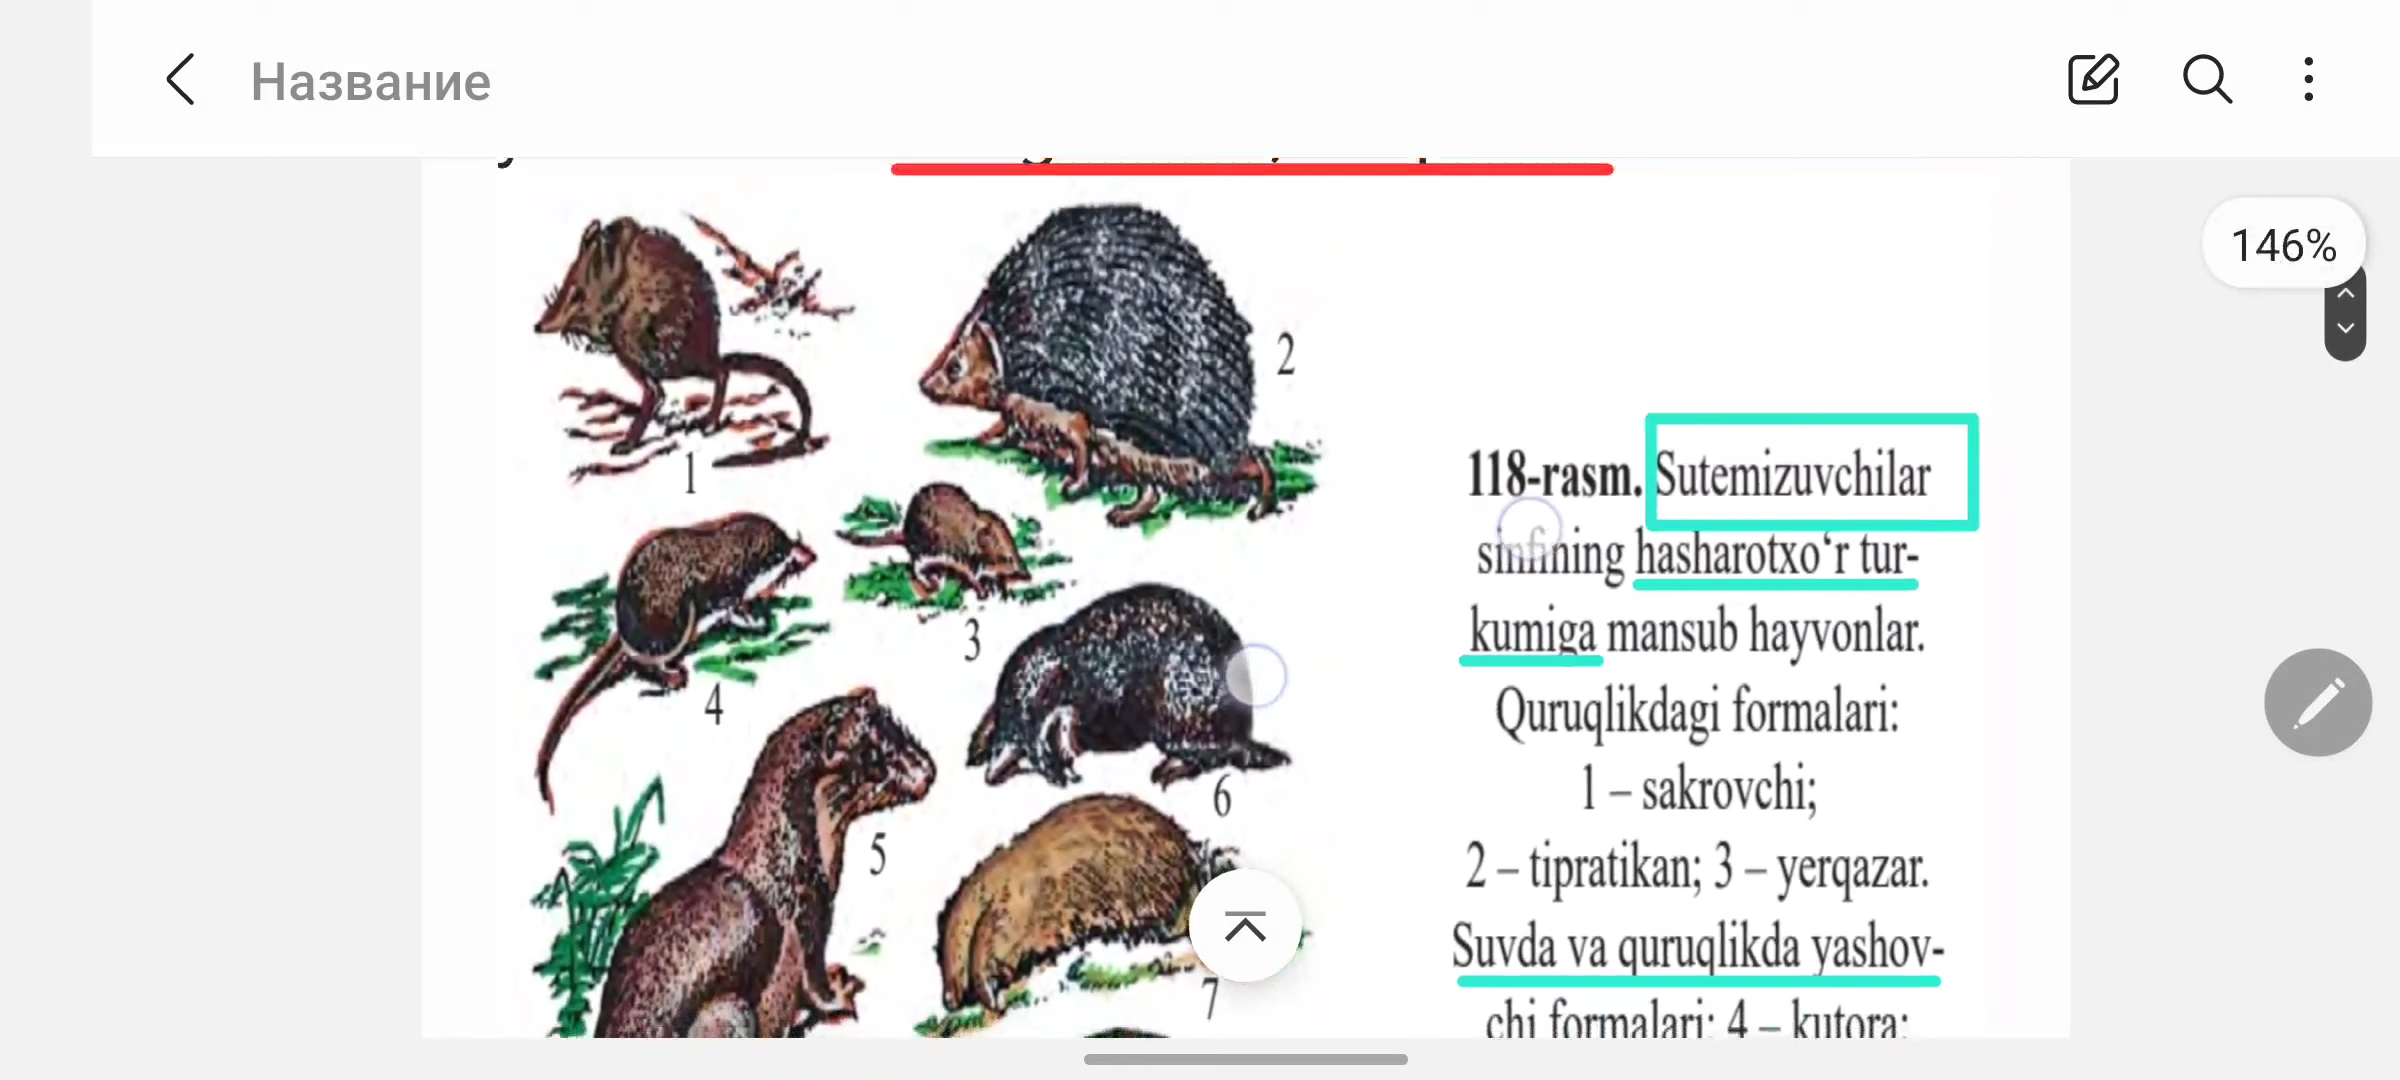 Название
146%
1
2
3
4
5
6
7
118-rasm. Sutemizuvchilar
sinfining hasharotxo‘r tur-
kumiga mansub hayvonlar.
Quruqlikdagi formalari:
1 – sakrovchi;
2 – tipratikan; 3 – yerqazar.
Suvda va quruqlikda yashov-
chi formalari: 4 – kutora;